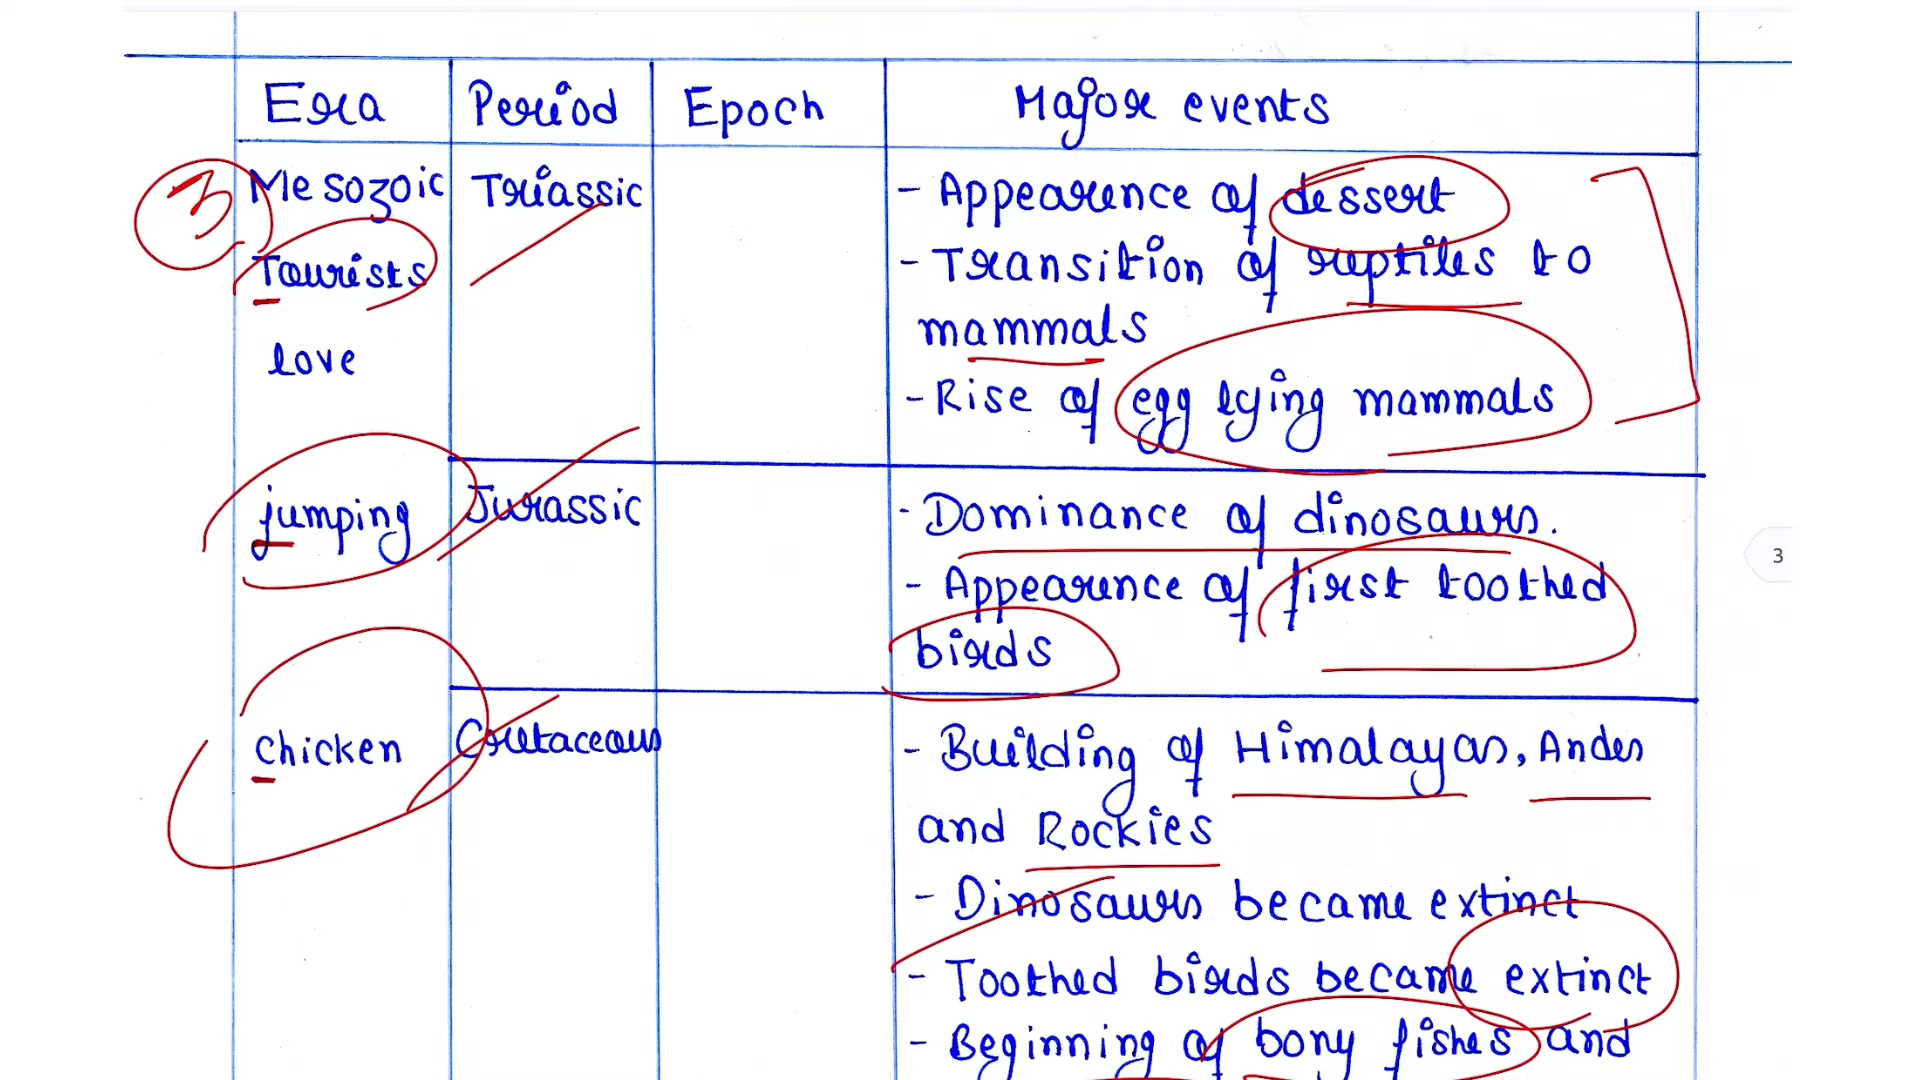 Era Period Epoch Major events
3 Mesozoic Triassic - Appearence of dessert
Tourists - Transition of reptiles to
mammals
love
- Rise of egg lying mammals
jumping Jurassic - Dominance of dinosaurs.
- Appearence of first toothed
birds
3
chicken Cretaceous - Building of Himalayas, Andes
and Rockies
- Dinosaurs became extinct
- Toothed birds became extinct
- Beginning of bony fishes and